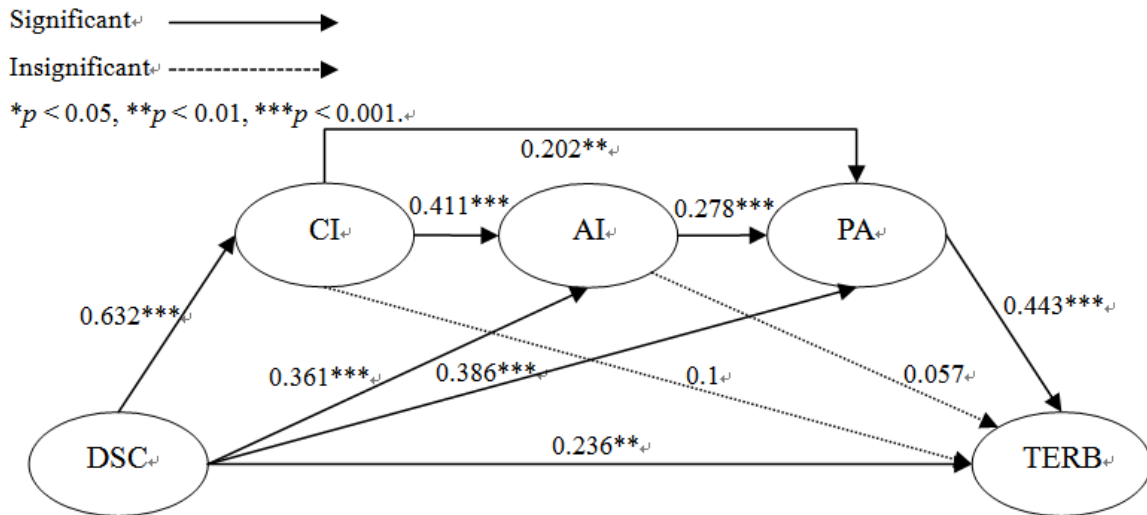 Significant
Insignificant
*p < 0.05, **p < 0.01, ***p < 0.001.
0.202**
CI
0.411***
AI
0.278***
PA
0.632***
0.443***
0.361***
0.386***
0.1
0.057
DSC
0.236**
TERB